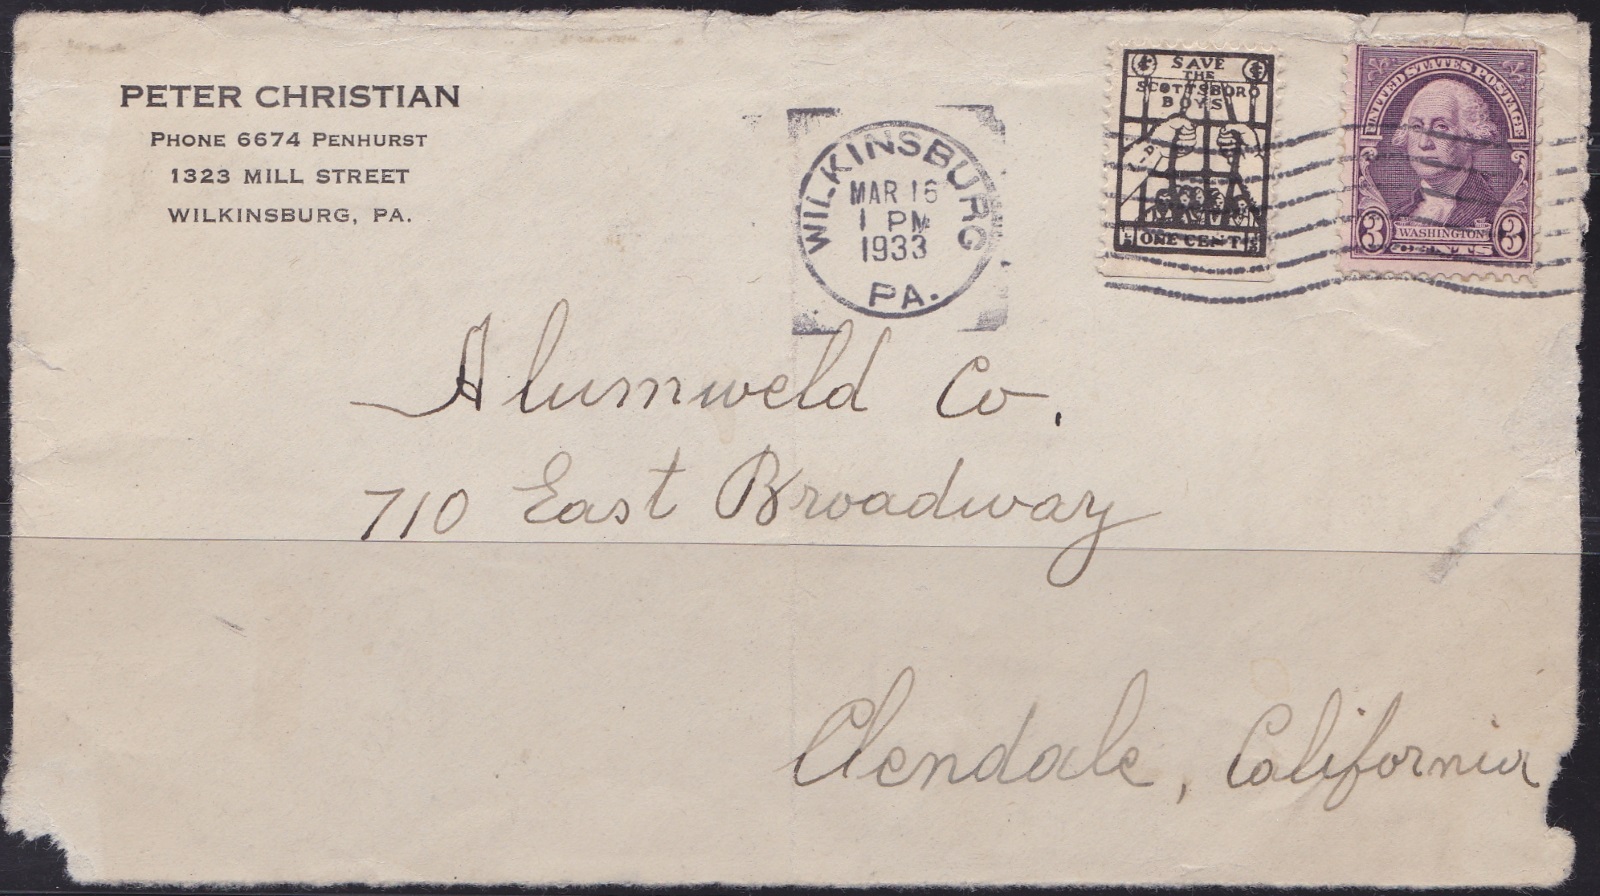 PETER CHRISTIAN
PHONE 6674 PENHURST
1323 MILL STREET
WILKINSBURG, PA.
WILKINSBURG
MAR 16
1 PM
1933
PA.
SAVE
THE
SCOTTSBORO
BOYS
ONE CENT
UNITED STATES POSTAGE
WASHINGTON
3 CENTS 3
Alumweld Co.
710 East Broadway
Glendale, California